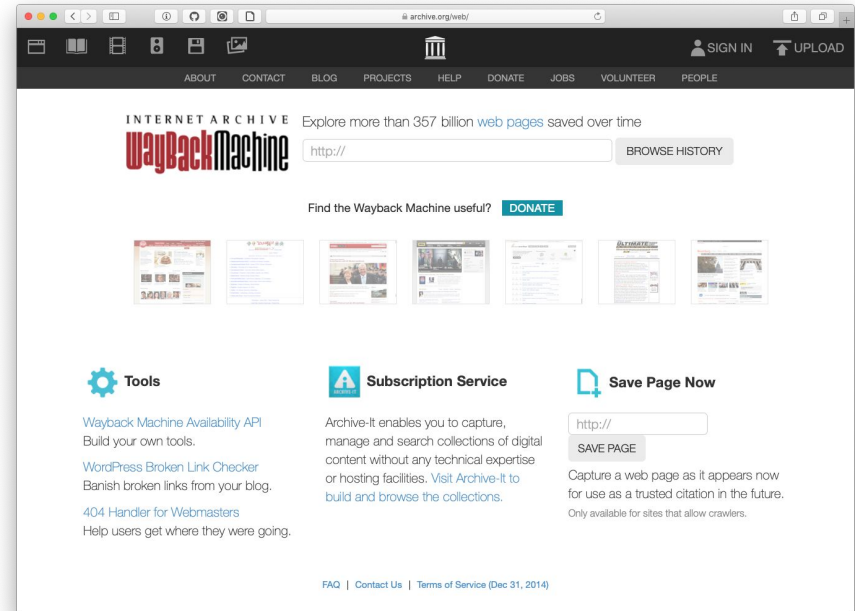 archive.org/web/
SIGN IN
UPLOAD
ABOUT CONTACT BLOG PROJECTS HELP DONATE JOBS VOLUNTEER PEOPLE
INTERNET ARCHIVE
WayBackMachine
Explore more than 357 billion web pages saved over time
http://
BROWSE HISTORY
Find the Wayback Machine useful? DONATE
ULTIMATE
Tools
Wayback Machine Availability API
Build your own tools.
WordPress Broken Link Checker
Banish broken links from your blog.
404 Handler for Webmasters
Help users get where they were going.
Subscription Service
Archive-It enables you to capture,
manage and search collections of digital
content without any technical expertise
or hosting facilities. Visit Archive-It to
build and browse the collections.
Save Page Now
http://
SAVE PAGE
Capture a web page as it appears now
for use as a trusted citation in the future.
Only available for sites that allow crawlers.
FAQ | Contact Us | Terms of Service (Dec 31, 2014)